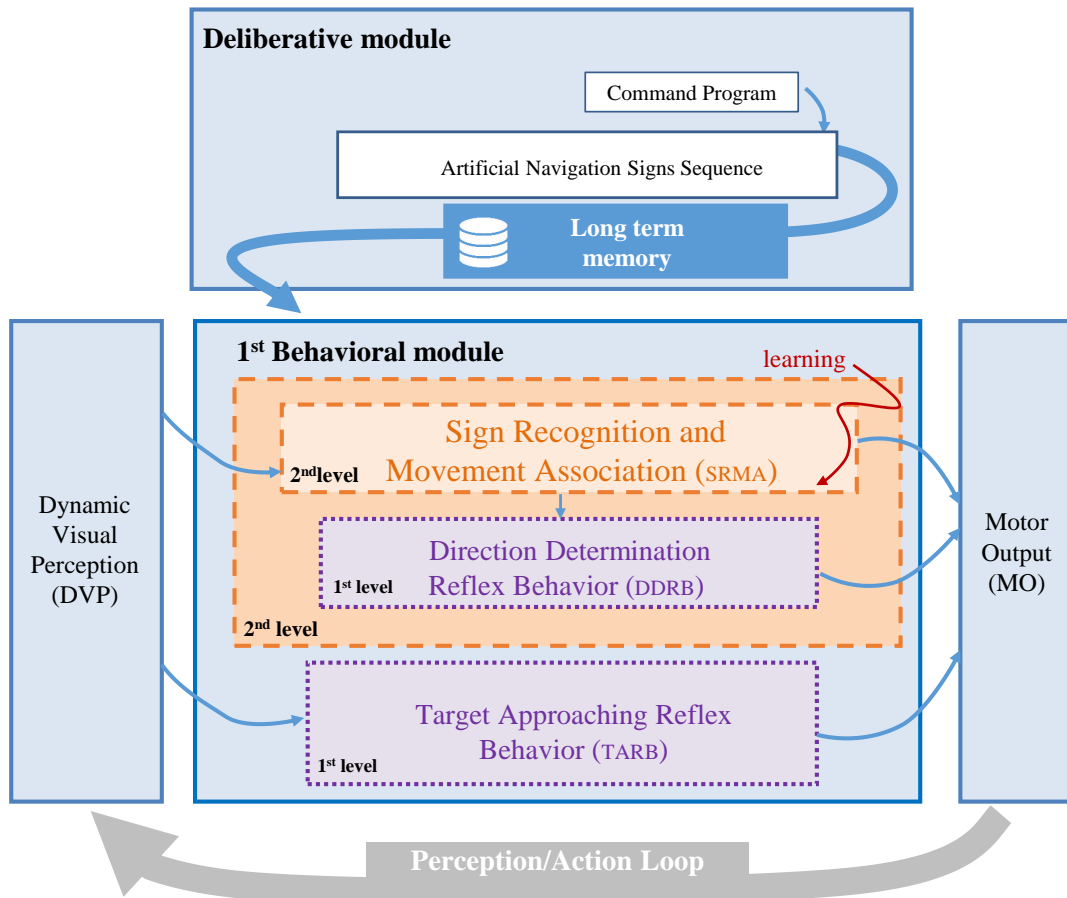 Deliberative module
Command Program
Artificial Navigation Signs Sequence
Long term
memory
1st Behavioral module
learning
Sign Recognition and
Movement Association (SRMA)
2nd level
Direction Determination
Reflex Behavior (DDRB)
1st level
2nd level
Target Approaching Reflex
Behavior (TARB)
1st level
Dynamic
Visual
Perception
(DVP)
Motor
Output
(MO)
Perception/Action Loop